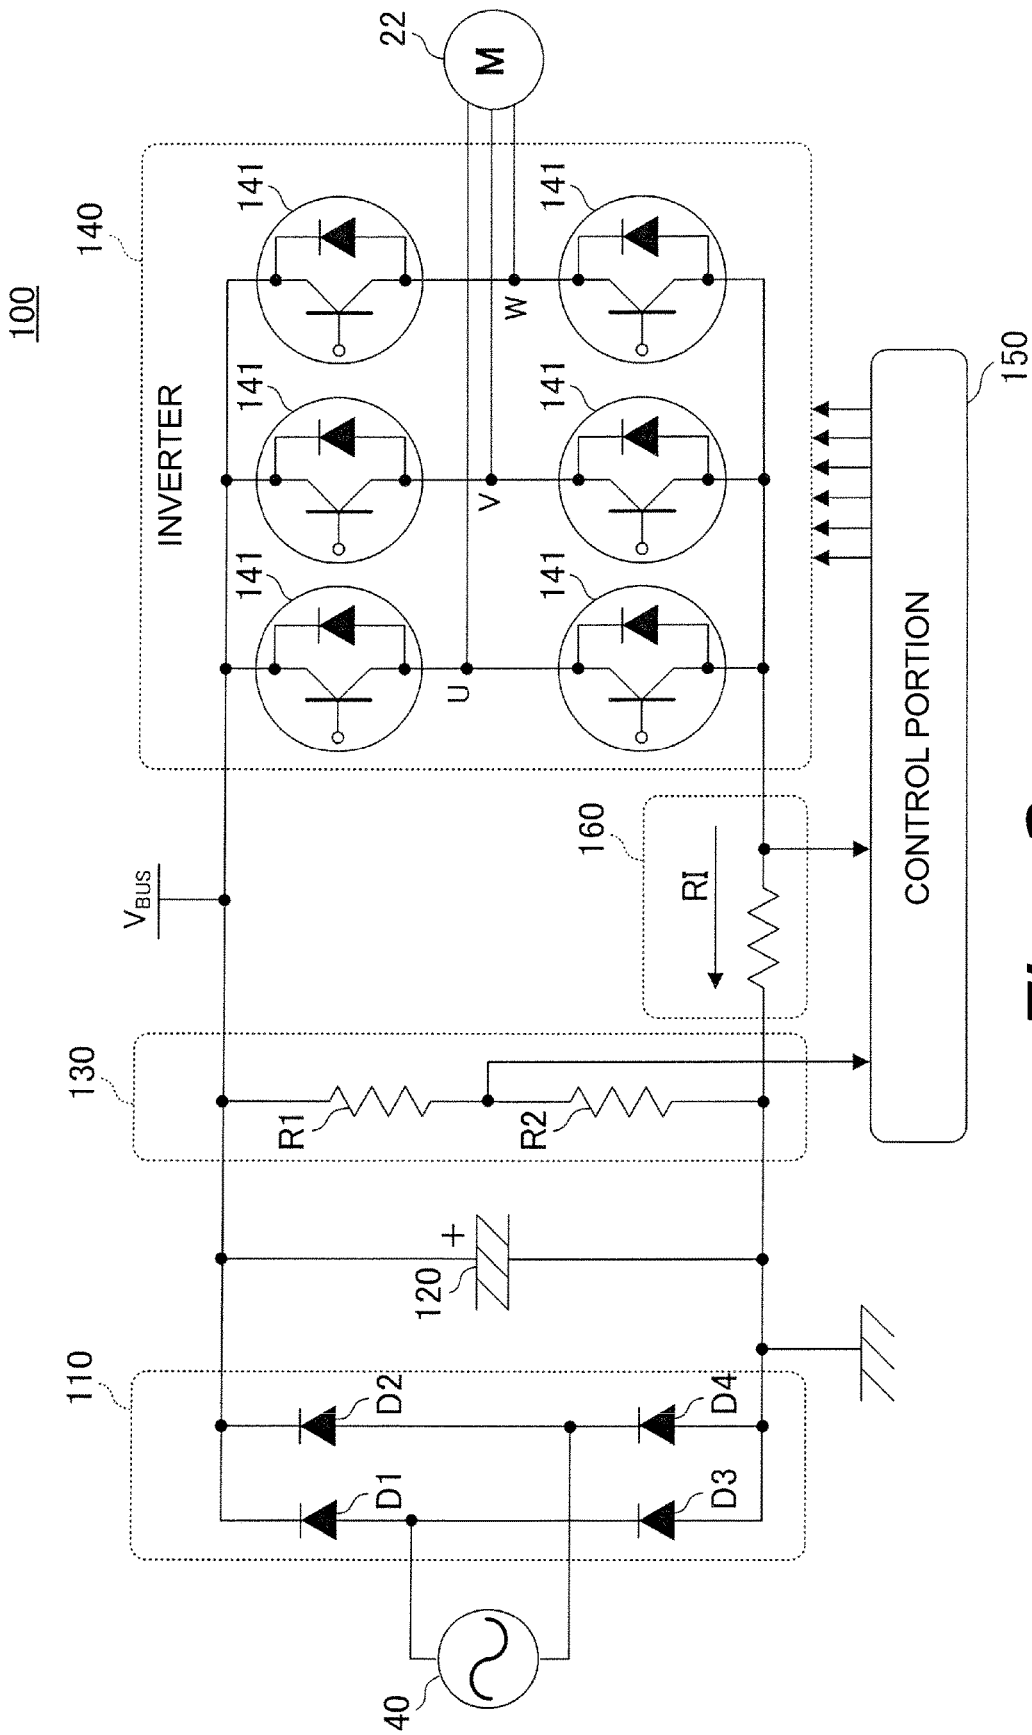 100
140
INVERTER
141
141
141
141
141
141
U
V
W
M
22
VBUS
160
RI
130
R1
R2
120
+
110
D1
D2
D3
D4
40
CONTROL PORTION
150